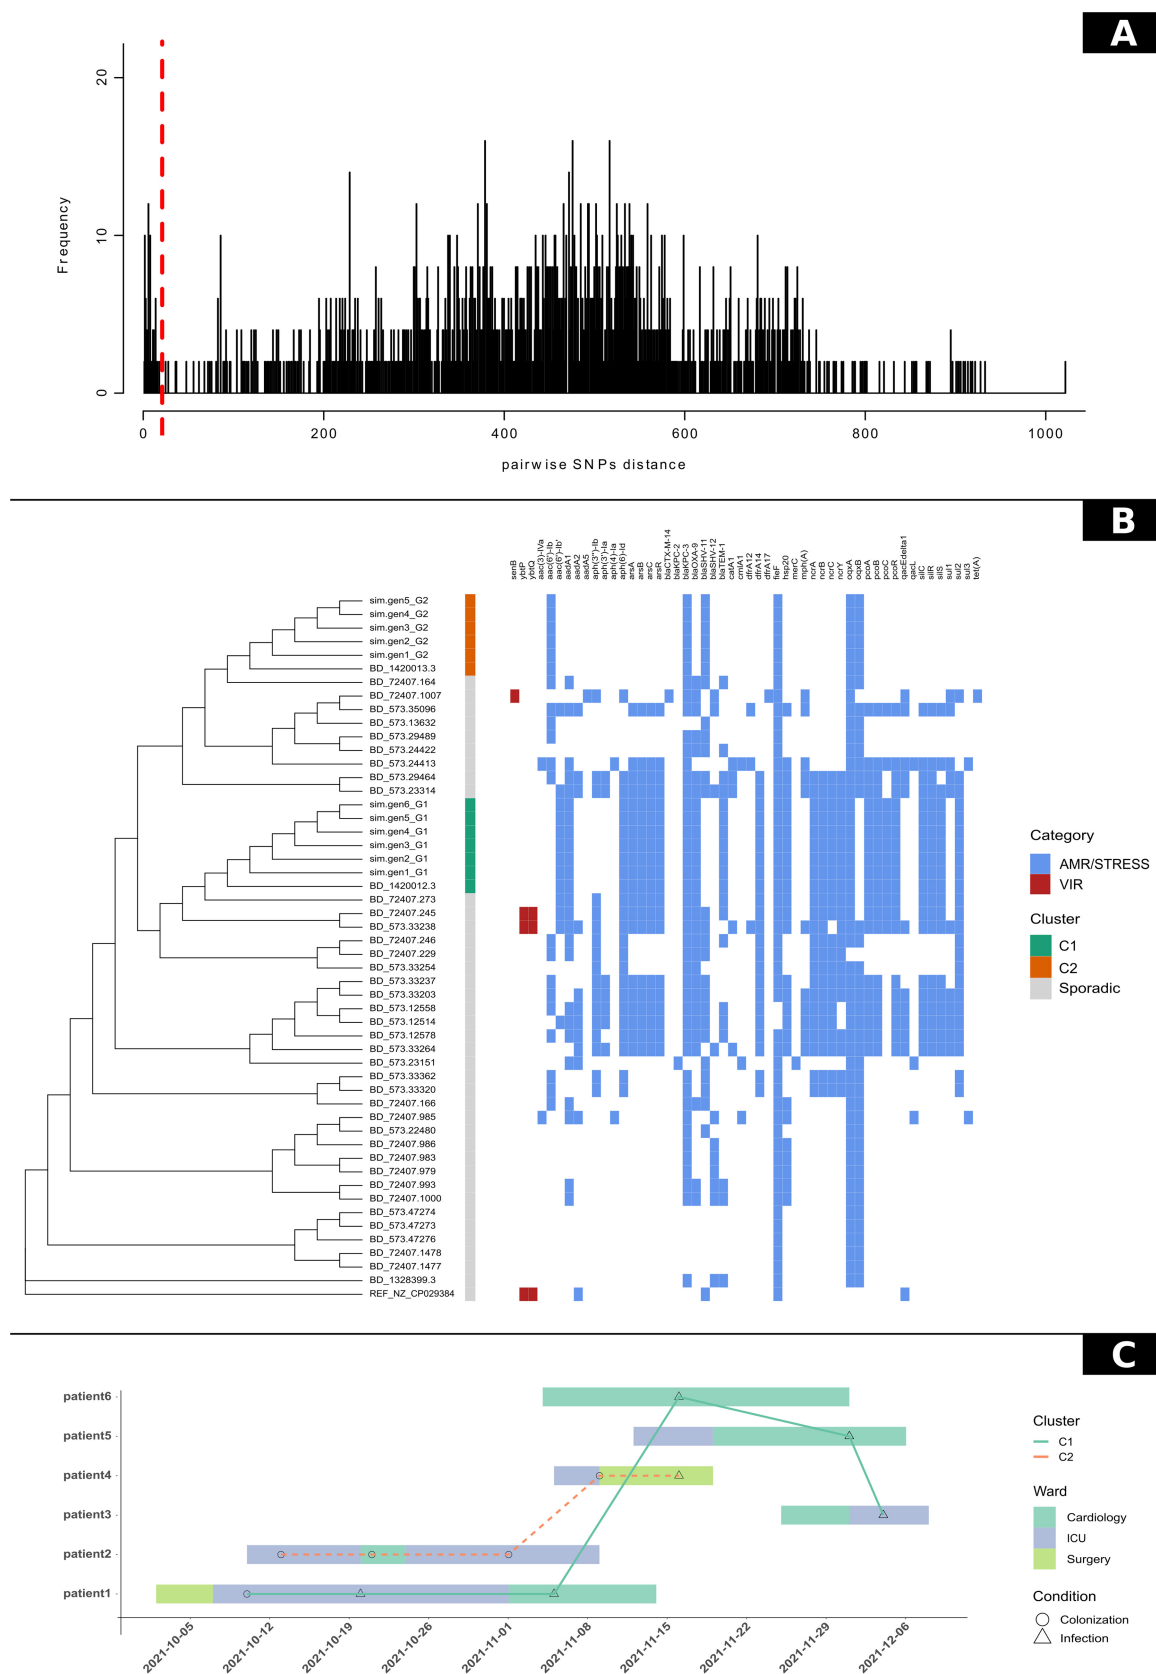 A
Frequency
20
10
0
0 200 400 600 800 1000
pairwise SNPs distance
B
senB ybtP ybtQ aac(3)-IVa aac(6')-Ib aac(6')-Ib' aadA1 aadA2 aadA5 aph(3'')-Ib aph(3')-Ia aph(4)-Ia aph(6)-Id arsA arsB arsC arsR blaCTX-M-14 blaKPC-2 blaKPC-3 blaOXA-9 blaSHV-11 blaSHV-12 blaTEM-1 catA1 cmlA1 dfrA12 dfrA14 dfrA17 fieF hsp20 merC mph(A) ncrA ncrB ncrC ncrY oqxA oqxB pcoA pcoB pcoC pcoR qacEdelta1 qacL silC silR silS sul1 sul2 sul3 tet(A)
sim.gen5_G2
sim.gen4_G2
sim.gen3_G2
sim.gen2_G2
sim.gen1_G2
BD_1420013.3
BD_72407.164
BD_72407.1007
BD_573.35096
BD_573.13632
BD_573.29489
BD_573.24422
BD_573.24413
BD_573.29464
BD_573.23314
sim.gen6_G1
sim.gen5_G1
sim.gen4_G1
sim.gen3_G1
sim.gen2_G1
sim.gen1_G1
BD_1420012.3
BD_72407.273
BD_72407.245
BD_573.33238
BD_72407.246
BD_72407.229
BD_573.33254
BD_573.33237
BD_573.33203
BD_573.12558
BD_573.12514
BD_573.12578
BD_573.33264
BD_573.23151
BD_573.33362
BD_573.33320
BD_72407.166
BD_72407.985
BD_573.22480
BD_72407.986
BD_72407.983
BD_72407.979
BD_72407.993
BD_72407.1000
BD_573.47274
BD_573.47273
BD_573.47276
BD_72407.1478
BD_72407.1477
BD_1328399.3
REF_NZ_CP029384
Category
AMR/STRESS
VIR
Cluster
C1
C2
Sporadic
C
patient6
patient5
patient4
patient3
patient2
patient1
2021-10-05 2021-10-12 2021-10-19 2021-10-26 2021-11-01 2021-11-08 2021-11-15 2021-11-22 2021-11-29 2021-12-06
Cluster
C1
C2
Ward
Cardiology
ICU
Surgery
Condition
Colonization
Infection